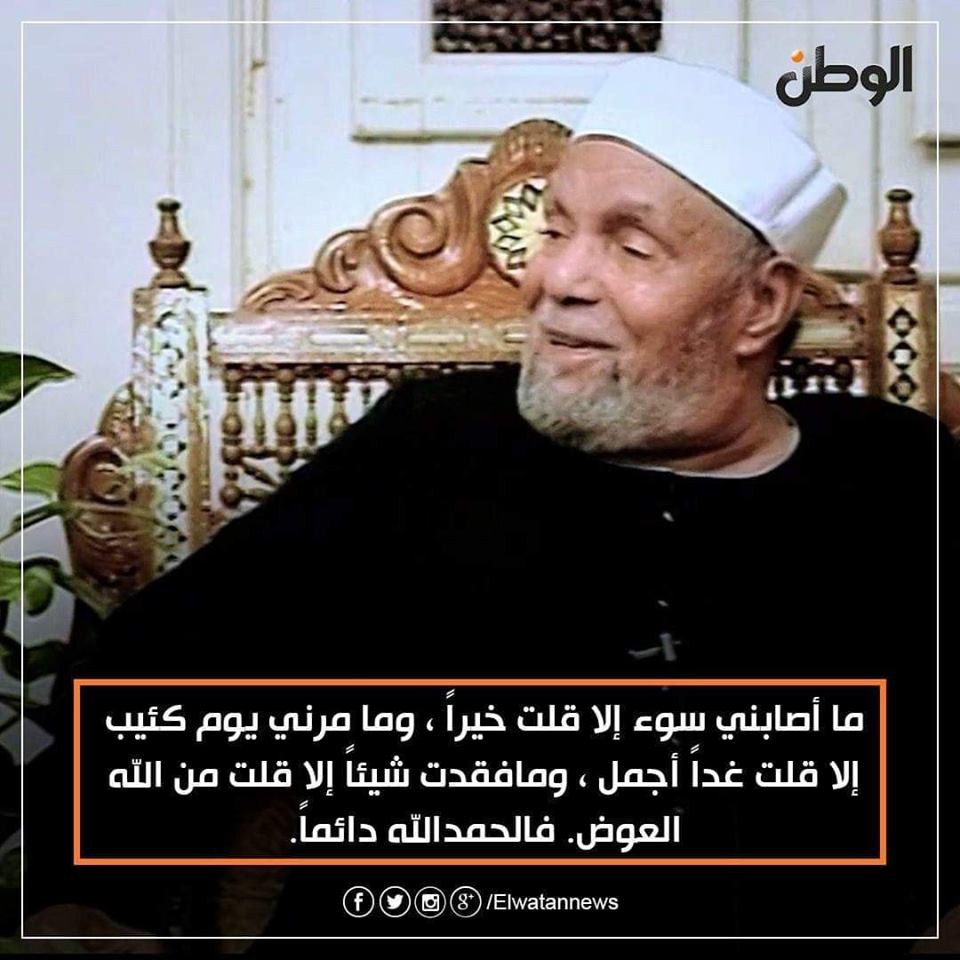 الوطن
ما أصابني سوء إلا قلت خيراً ، وما مرني يوم كئيب
إلا قلت غداً أجمل ، ومافقدت شيئاً إلا قلت من الله
العوض. فالحمدالله دائماً.
/Elwatannews